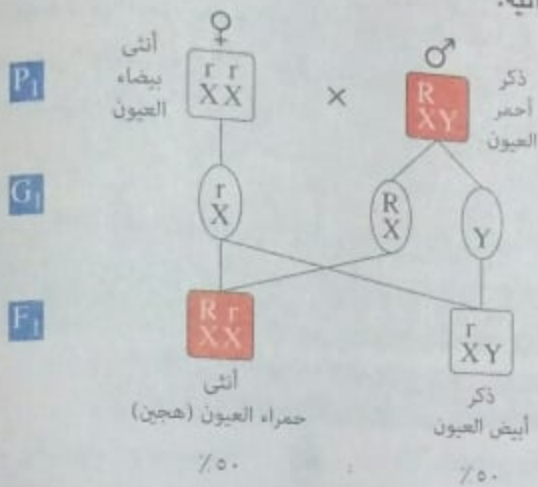 P1
♀
أنثى
بيضاء
العيون
r r
XX
×
♂
ذكر
أحمر
العيون
R
XY
G1
r
X
R
X
Y
F1
R r
XX
أنثى
حمراء العيون (هجين)
٥٠٪
r
XY
ذكر
أبيض العيون
٥٠٪